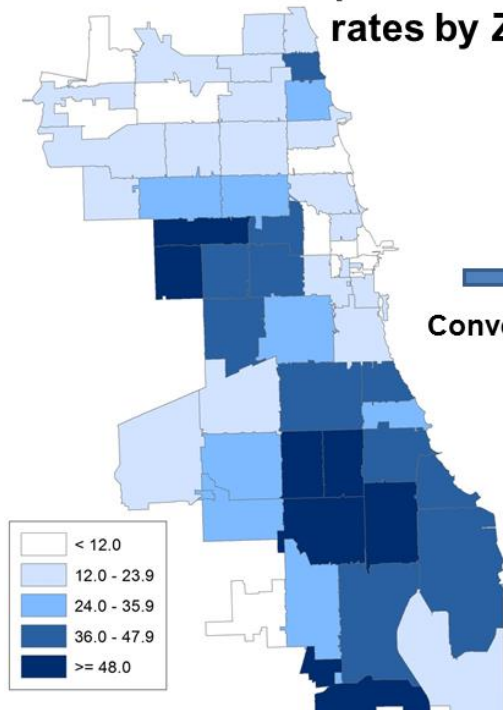 rates by Z
Conve
< 12.0
12.0 - 23.9
24.0 - 35.9
36.0 - 47.9
>= 48.0